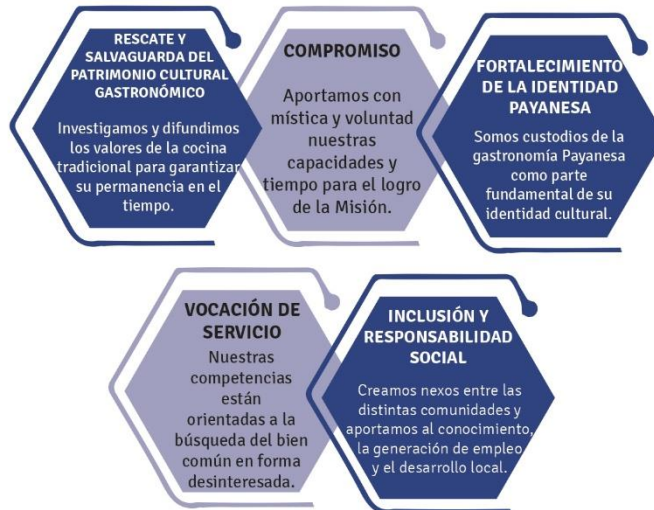 RESCATE Y
SALVAGUARDA DEL
PATRIMONIO CULTURAL
GASTRONÓMICO
Investigamos y difundimos
los valores de la cocina
tradicional para garantizar
su permanencia en el
tiempo.
COMPROMISO
Aportamos con
mística y voluntad
nuestras
capacidades y
tiempo para el logro
de la Misión.
FORTALECIMIENTO
DE LA IDENTIDAD
PAYANESA
Somos custodios de la
gastronomía Payanesa
como parte
fundamental de su
identidad cultural.
VOCACIÓN DE
SERVICIO
Nuestras
competencias
están
orientadas a la
búsqueda del bien
común en forma
desinteresada.
INCLUSIÓN Y
RESPONSABILIDAD
SOCIAL
Creamos nexos entre las
distintas comunidades y
aportamos al conocimiento,
la generación de empleo
y el desarrollo local.